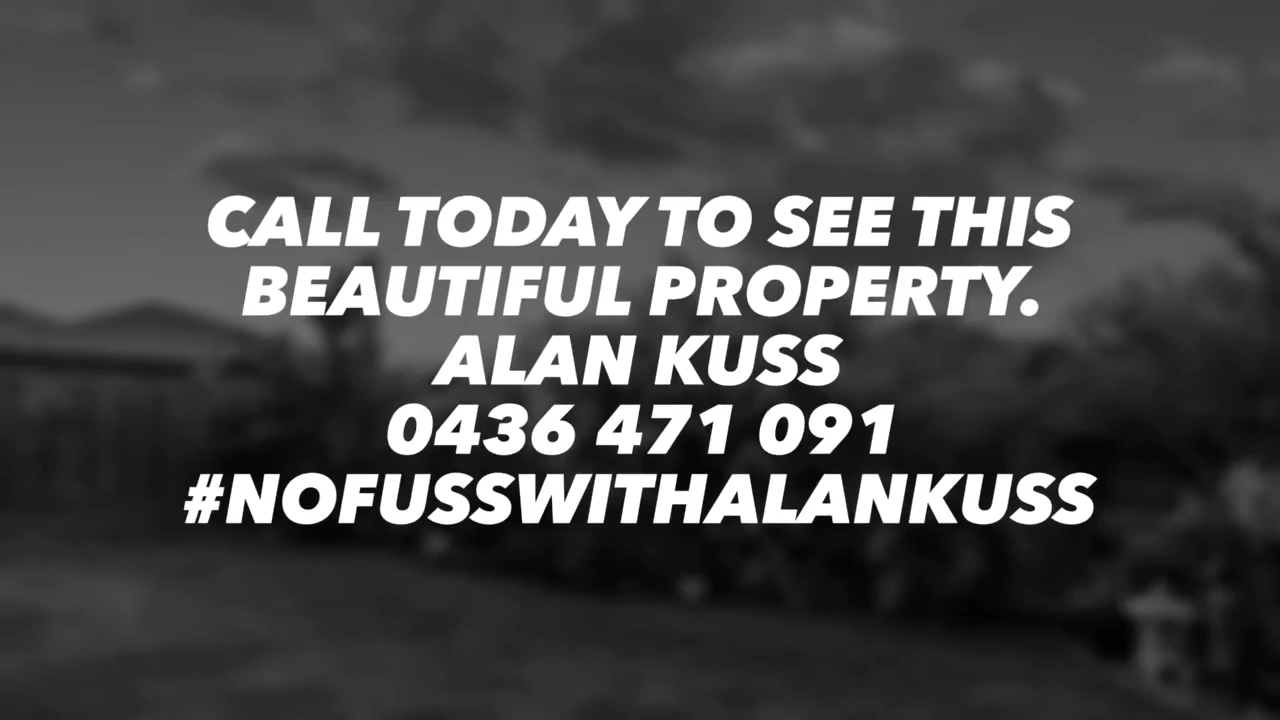 CALL TODAY TO SEE THIS
BEAUTIFUL PROPERTY.
ALAN KUSS
0436 471 091
#NOFUSSWITHALANKUSS